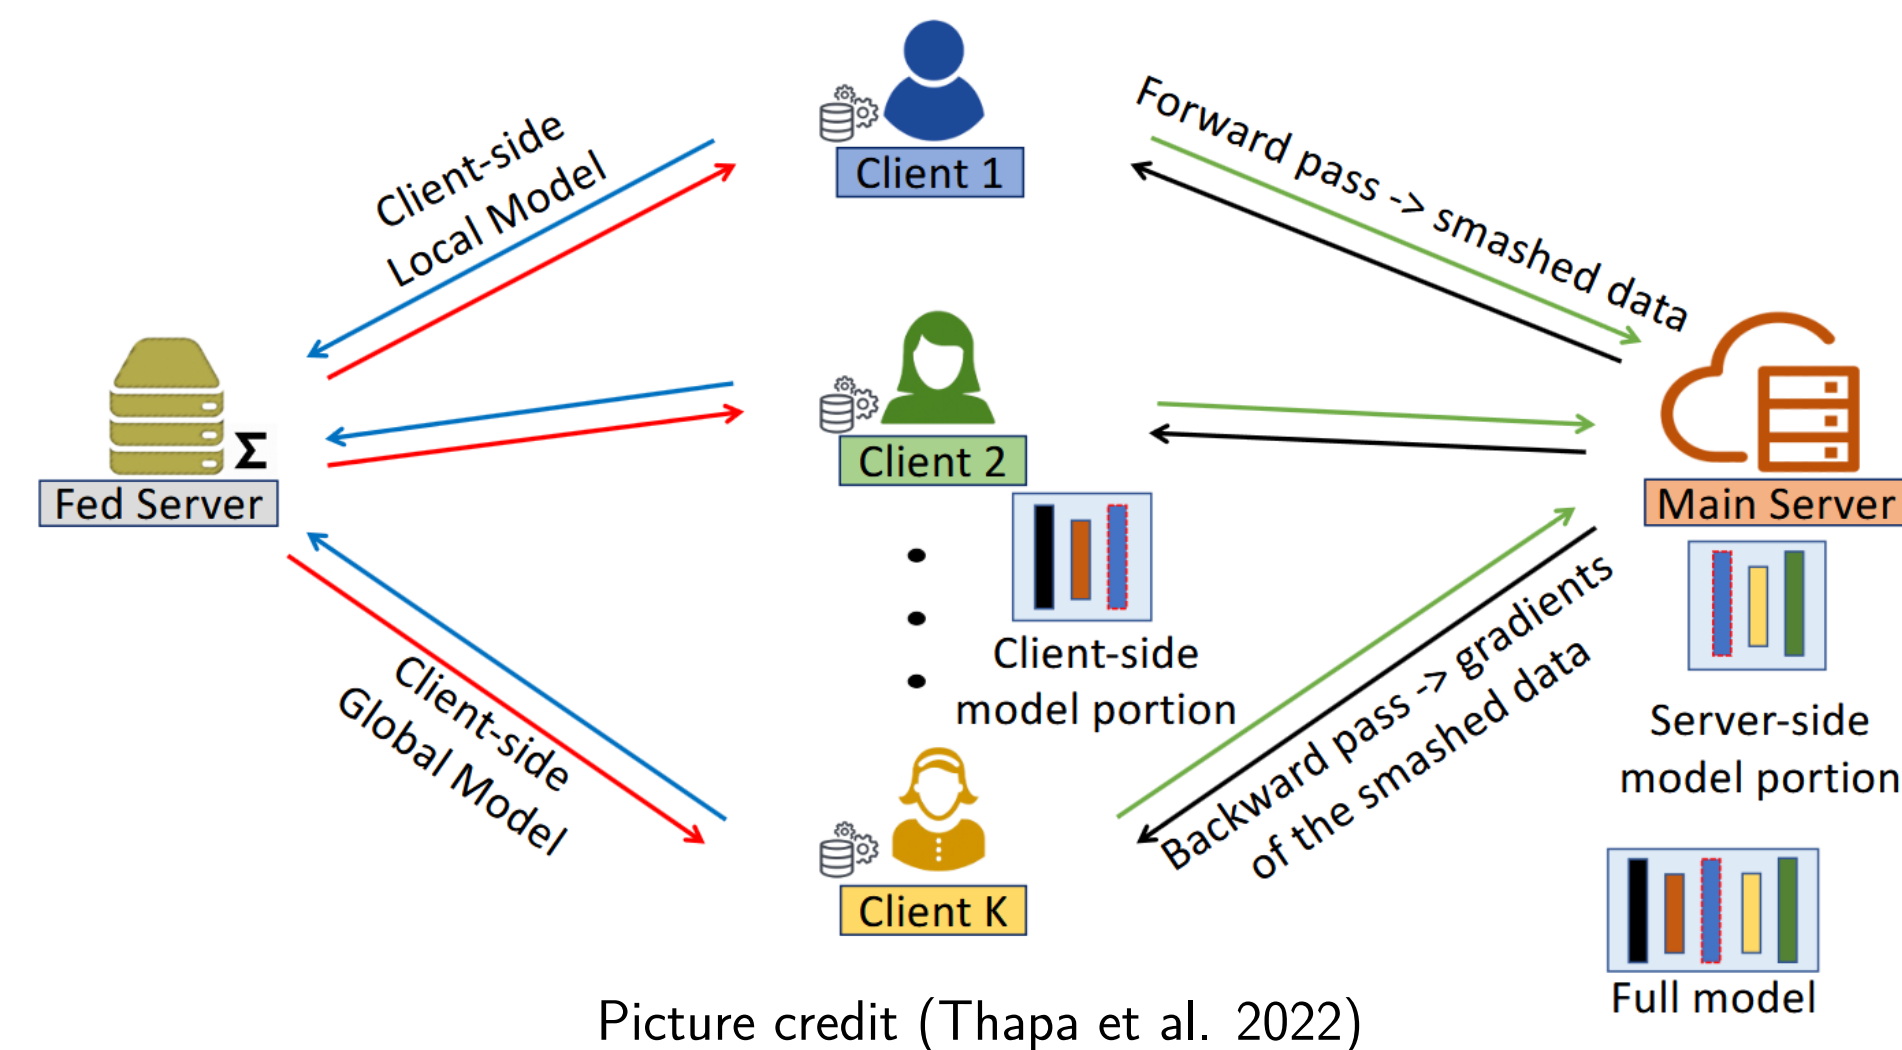 Client-side
Local Model
Client 1
Forward pass -> smashed data
Σ
Fed Server
Client 2
Main Server
Client-side
model portion
Client-side
Global Model
Backward pass -> gradients
of the smashed data
Server-side
model portion
Client K
Full model
Picture credit (Thapa et al. 2022)